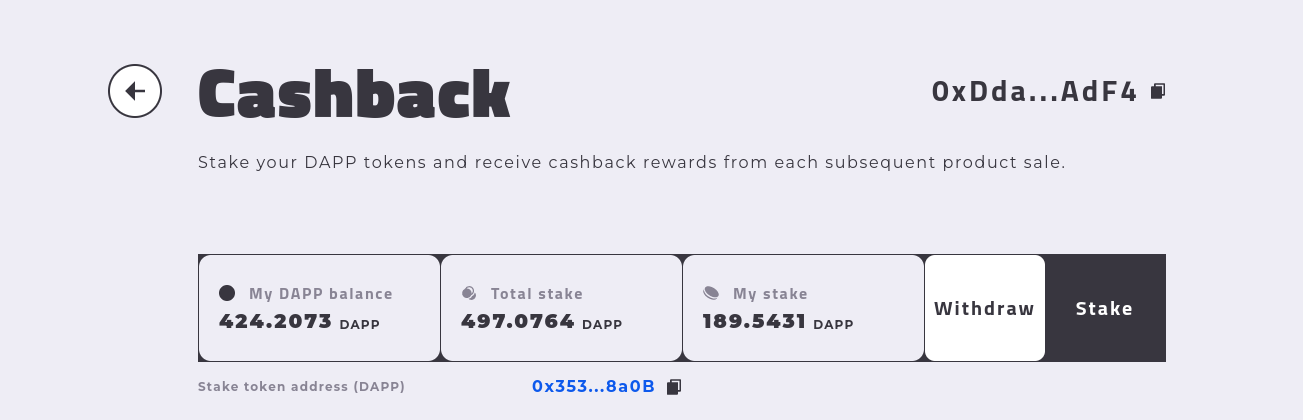 Cashback
0xDda...AdF4
Stake your DAPP tokens and receive cashback rewards from each subsequent product sale.
My DAPP balance
424.2073 DAPP
Total stake
497.0764 DAPP
My stake
189.5431 DAPP
Withdraw
Stake
Stake token address (DAPP)
0x353...8a0B